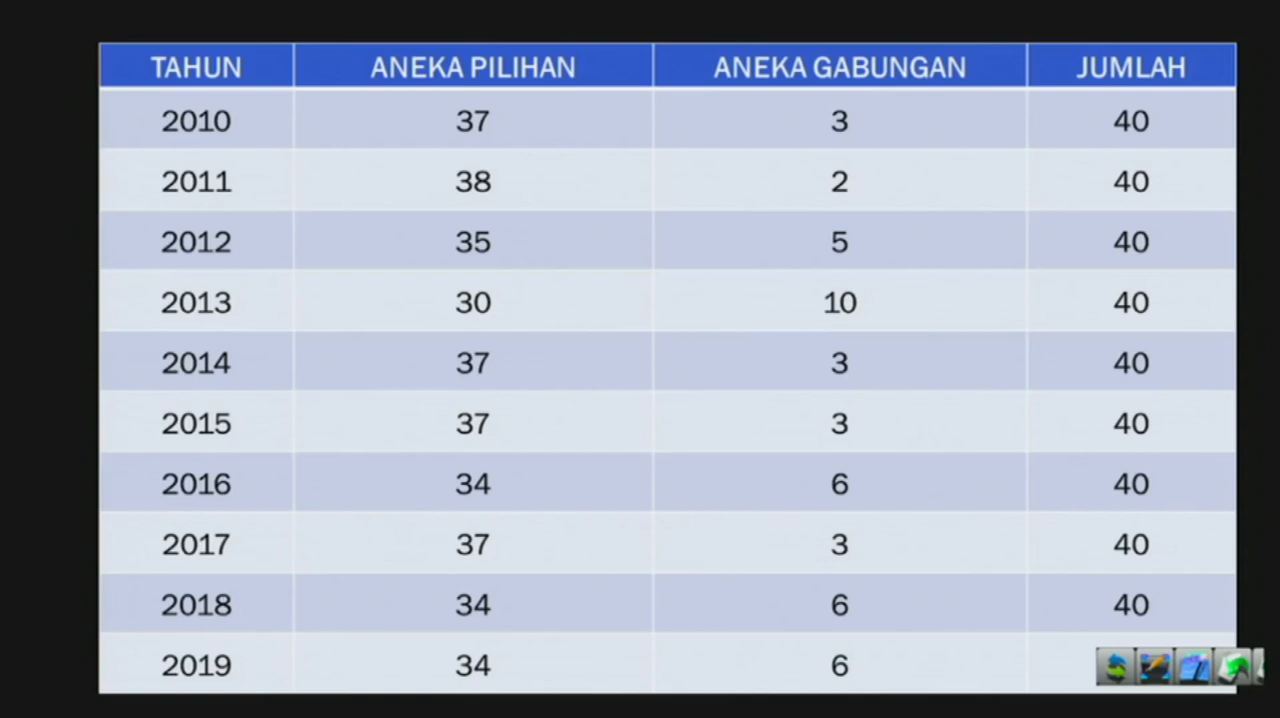 TAHUN ANEKA PILIHAN ANEKA GABUNGAN JUMLAH
2010 37 3 40
2011 38 2 40
2012 35 5 40
2013 30 10 40
2014 37 3 40
2015 37 3 40
2016 34 6 40
2017 37 3 40
2018 34 6 40
2019 34 6